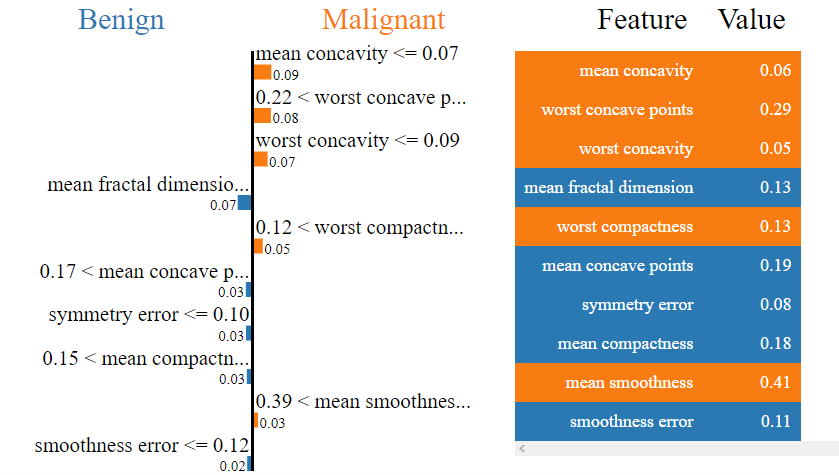 Benign Malignant
mean concavity <= 0.07
0.09
0.22 < worst concave p...
0.08
worst concavity <= 0.09
0.07
mean fractal dimensio...
0.07
0.12 < worst compactn...
0.05
0.17 < mean concave p...
0.03
symmetry error <= 0.10
0.03
0.15 < mean compactn...
0.03
0.39 < mean smoothnes...
0.03
smoothness error <= 0.12
0.02
Feature Value
mean concavity 0.06
worst concave points 0.29
worst concavity 0.05
mean fractal dimension 0.13
worst compactness 0.13
mean concave points 0.19
symmetry error 0.08
mean compactness 0.18
mean smoothness 0.41
smoothness error 0.11